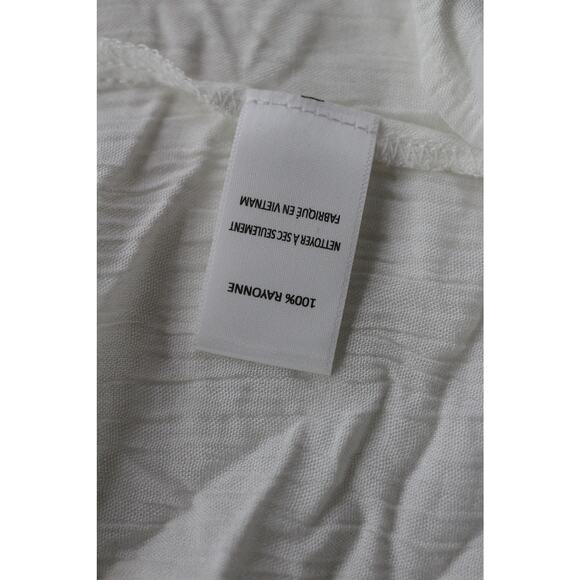 100% RAYONNE
NETTOYER À SEC SEULEMENT
FABRIQUÉ EN VIETNAM